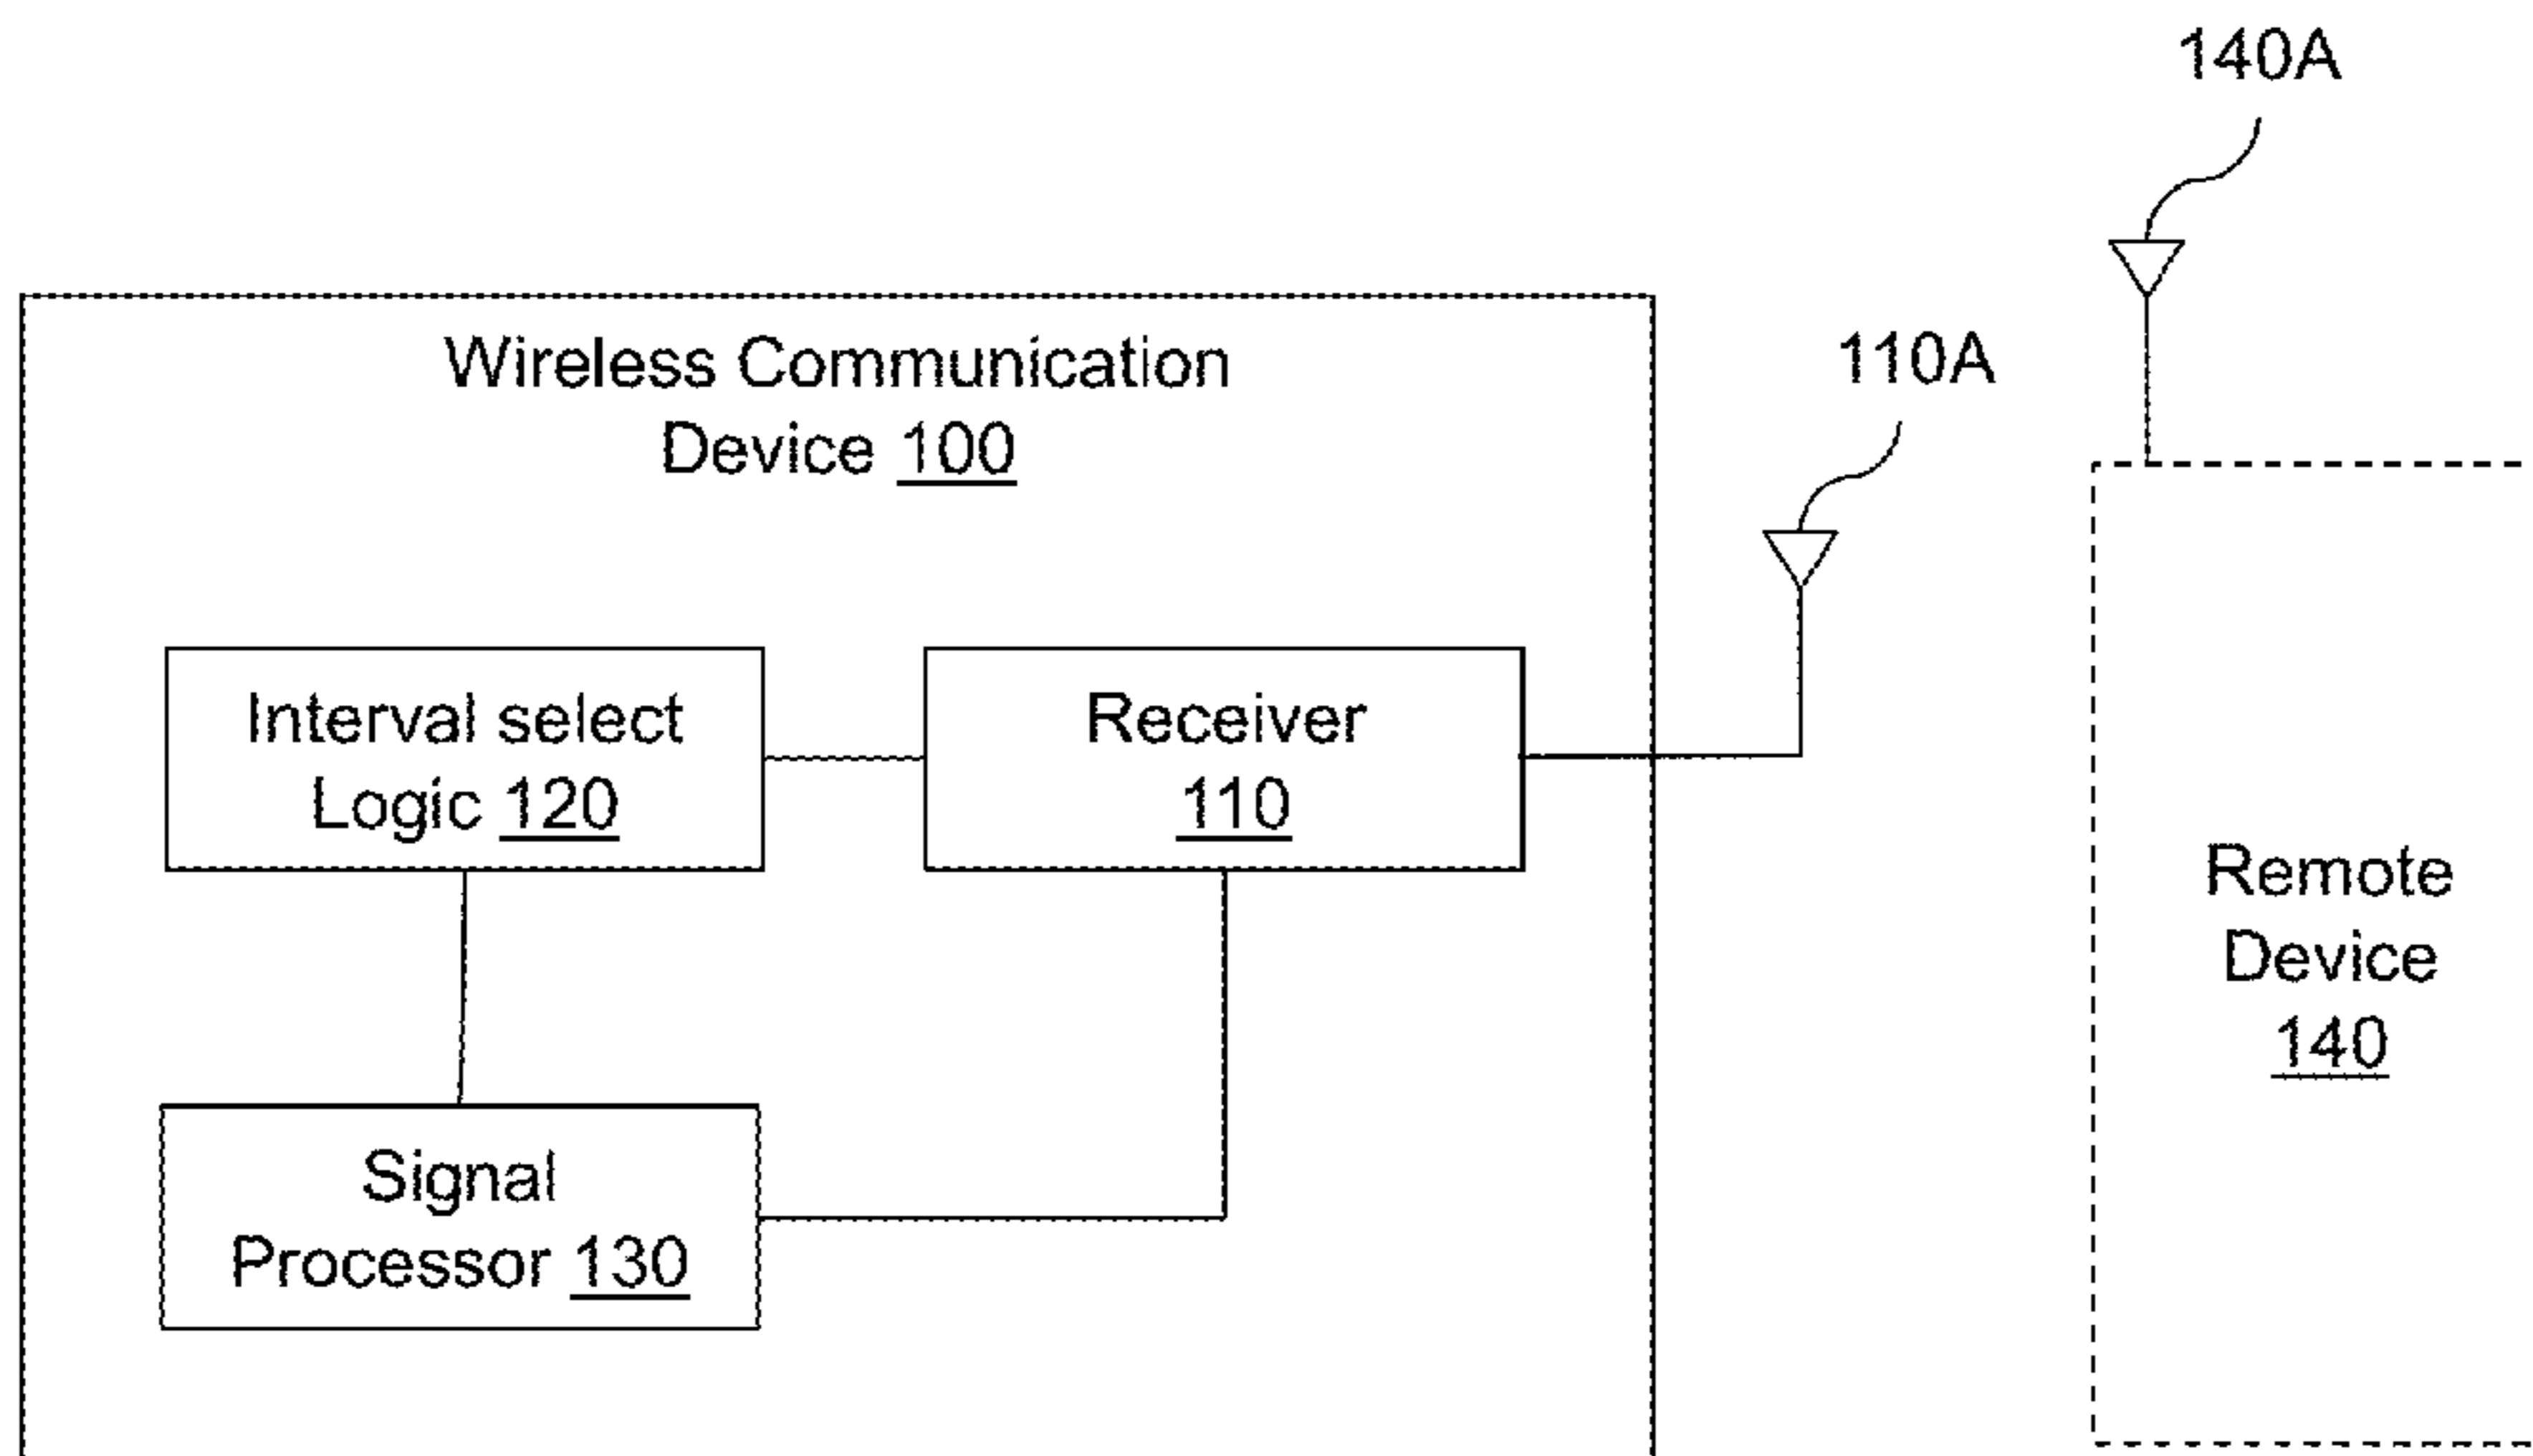 140A
Wireless Communication
Device 100
110A
Interval select
Logic 120
Receiver
110
Remote
Device
140
Signal
Processor 130